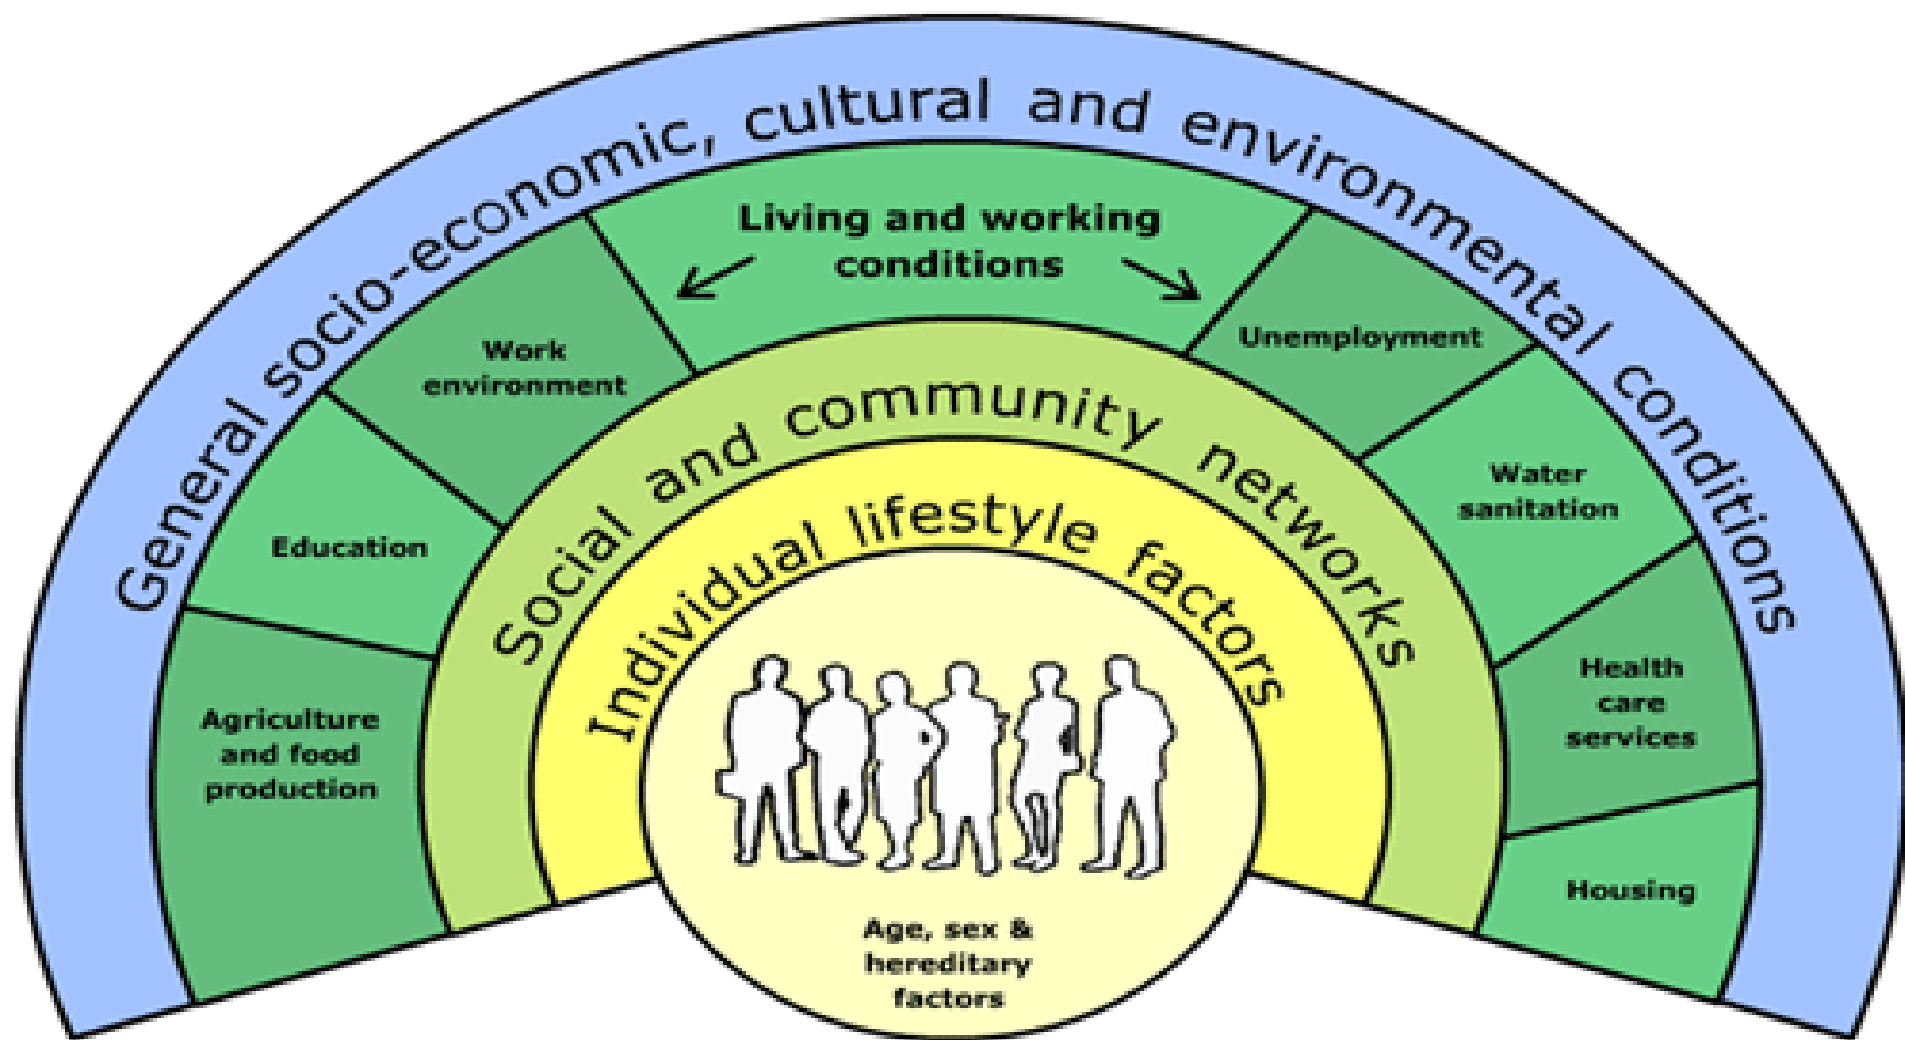 General socio-economic, cultural and environmental conditions
Living and working
conditions
Work
environment
Unemployment
Education
Water
sanitation
Agriculture
and food
production
Health
care
services
Housing
Social and community networks
Individual lifestyle factors
Age, sex &
hereditary
factors